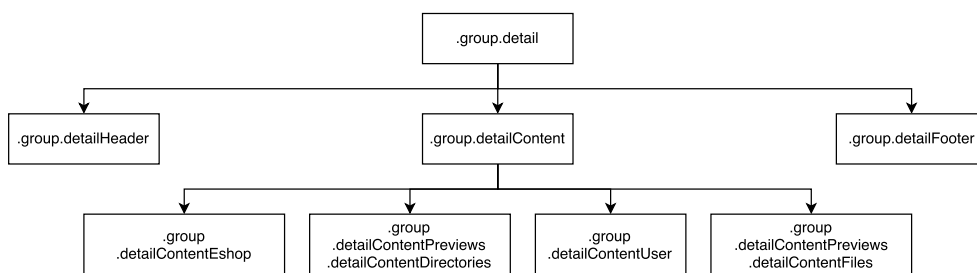 .group.detail
.group.detailHeader
.group.detailContent
.group.detailFooter
.group
.detailContentEshop
.group
.detailContentPreviews
.detailContentDirectories
.group
.detailContentUser
.group
.detailContentPreviews
.detailContentFiles